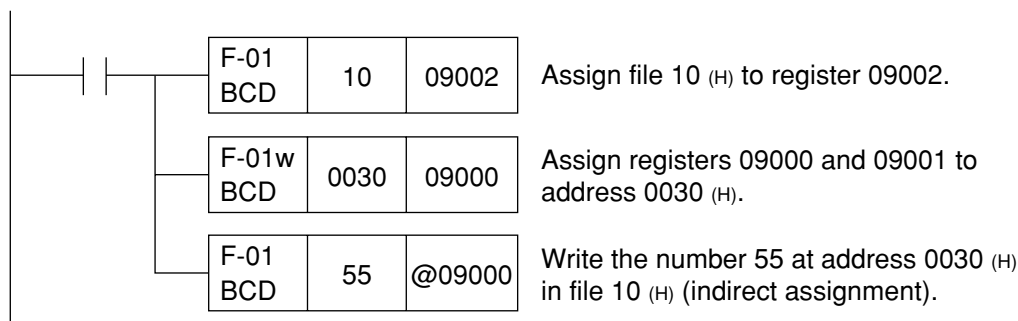 F-01
BCD 10 09002 Assign file 10 (H) to register 09002.
F-01w
BCD 0030 09000 Assign registers 09000 and 09001 to
address 0030 (H).
F-01
BCD 55 @09000 Write the number 55 at address 0030 (H)
in file 10 (H) (indirect assignment).